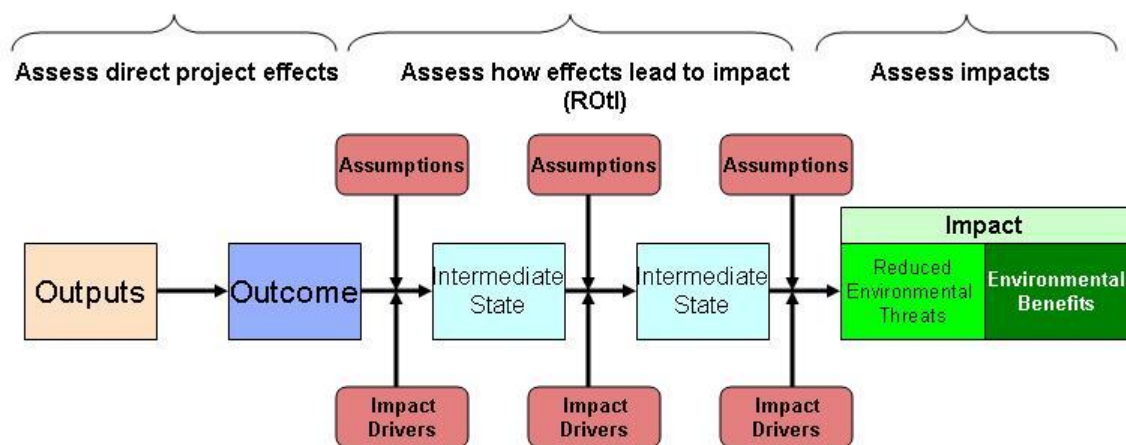 Assess direct project effects
Assess how effects lead to impact
(ROtI)
Assess impacts
Assumptions
Assumptions
Assumptions
Outputs
Outcome
Intermediate
State
Intermediate
State
Impact
Reduced
Environmental
Threats
Environmental
Benefits
Impact
Drivers
Impact
Drivers
Impact
Drivers